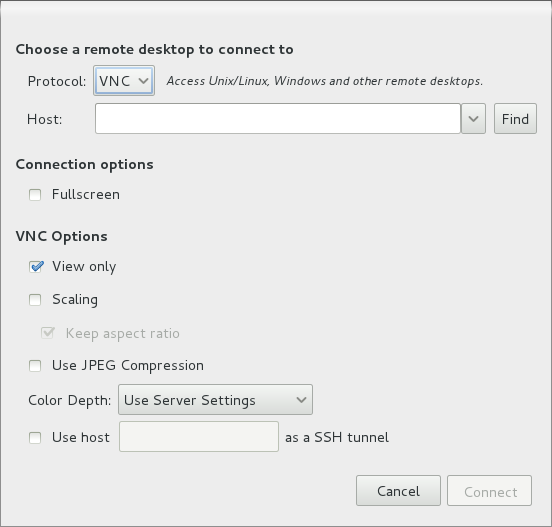 Choose a remote desktop to connect to
Protocol: VNC Access Unix/Linux, Windows and other remote desktops.
Host: Find
Connection options
Fullscreen
VNC Options
View only
Scaling
Keep aspect ratio
Use JPEG Compression
Color Depth: Use Server Settings
Use host as a SSH tunnel
Cancel Connect